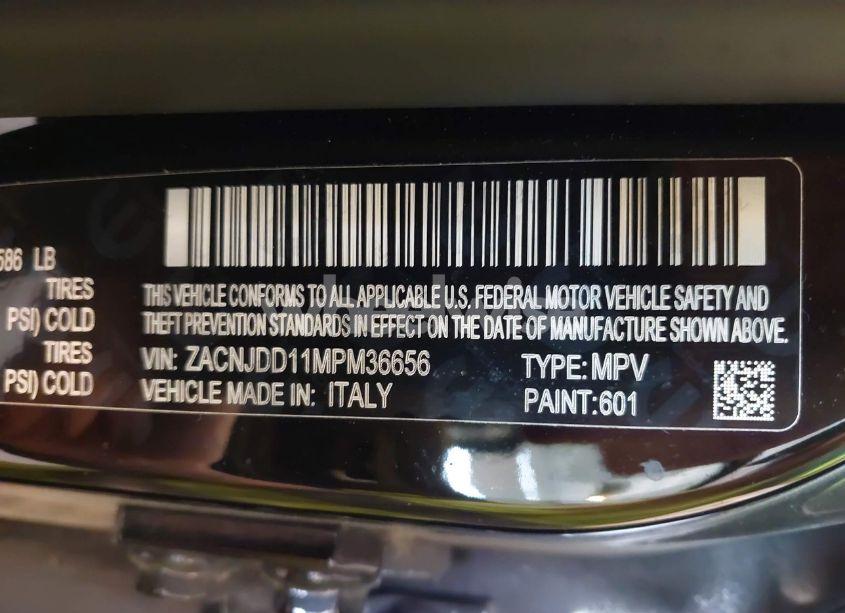 586 LB
TIRES
PSI) COLD
TIRES
PSI) COLD
THIS VEHICLE CONFORMS TO ALL APPLICABLE U.S. FEDERAL MOTOR VEHICLE SAFETY AND
THEFT PREVENTION STANDARDS IN EFFECT ON THE DATE OF MANUFACTURE SHOWN ABOVE.
VIN: ZACNJDD11MPM36656 TYPE: MPV
VEHICLE MADE IN: ITALY PAINT:601